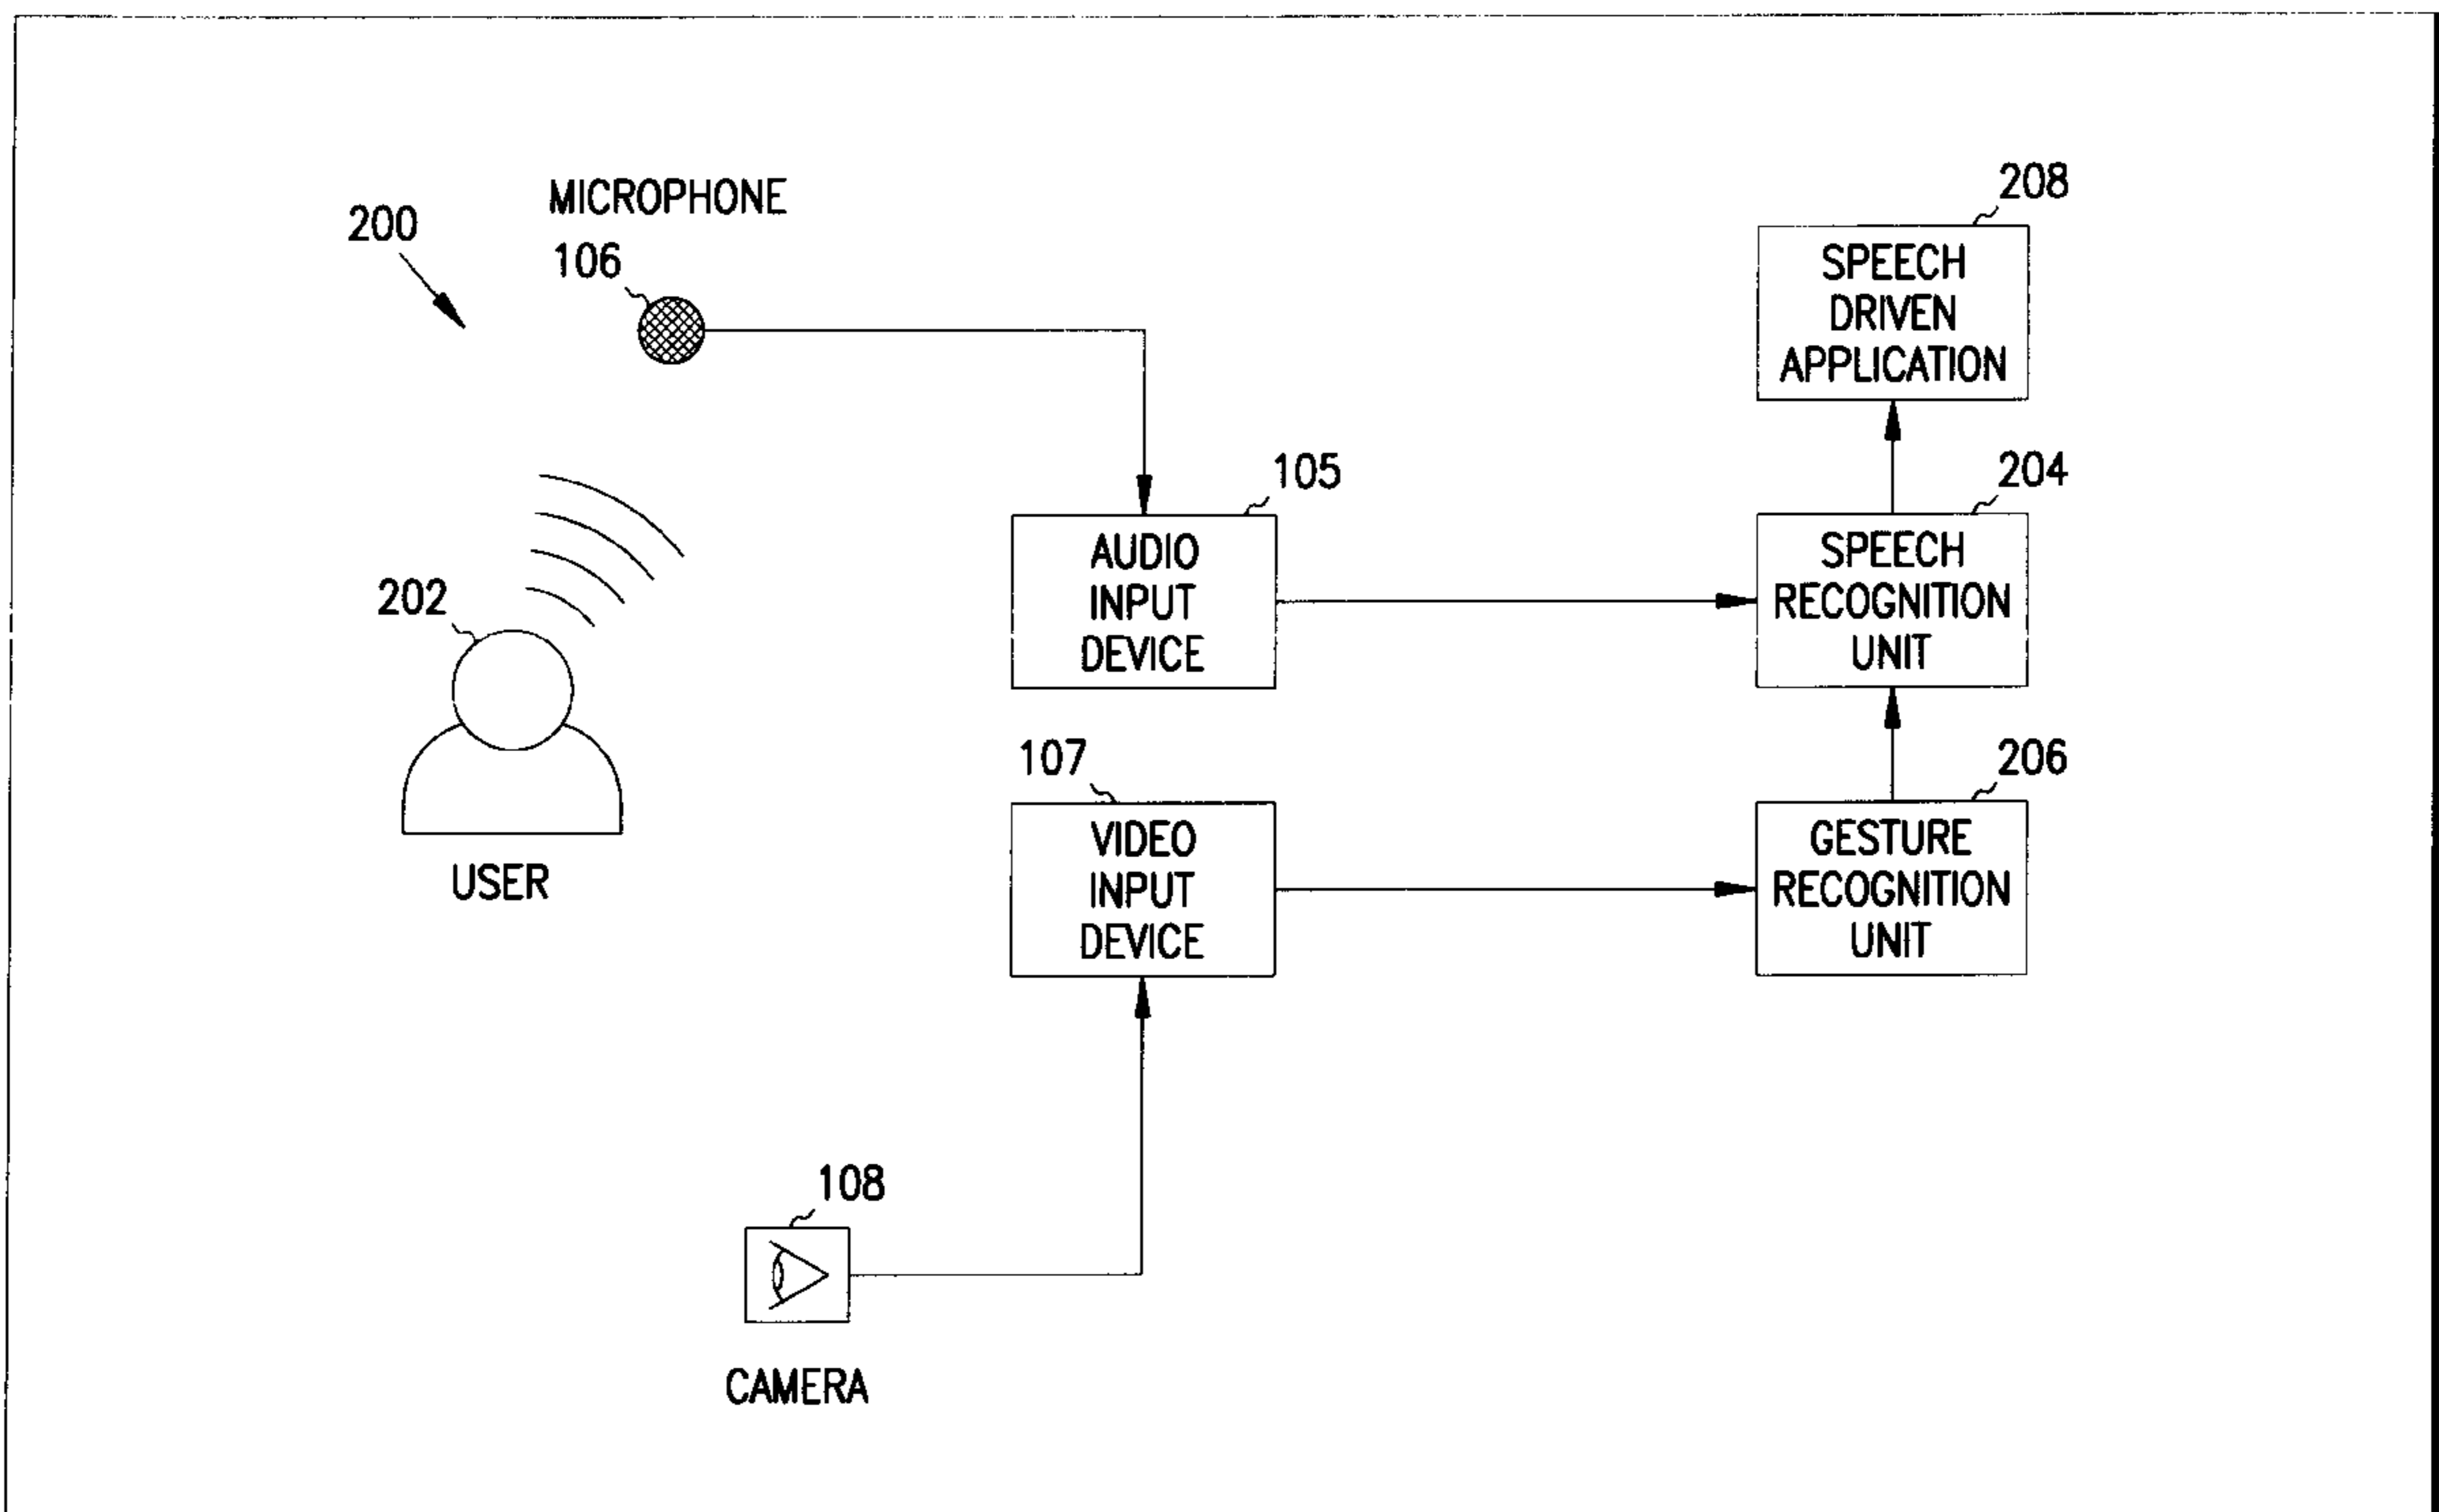 MICROPHONE
200
106
208
SPEECH
DRIVEN
APPLICATION
105
AUDIO
INPUT
DEVICE
204
SPEECH
RECOGNITION
UNIT
202
USER
107
VIDEO
INPUT
DEVICE
206
GESTURE
RECOGNITION
UNIT
108
CAMERA